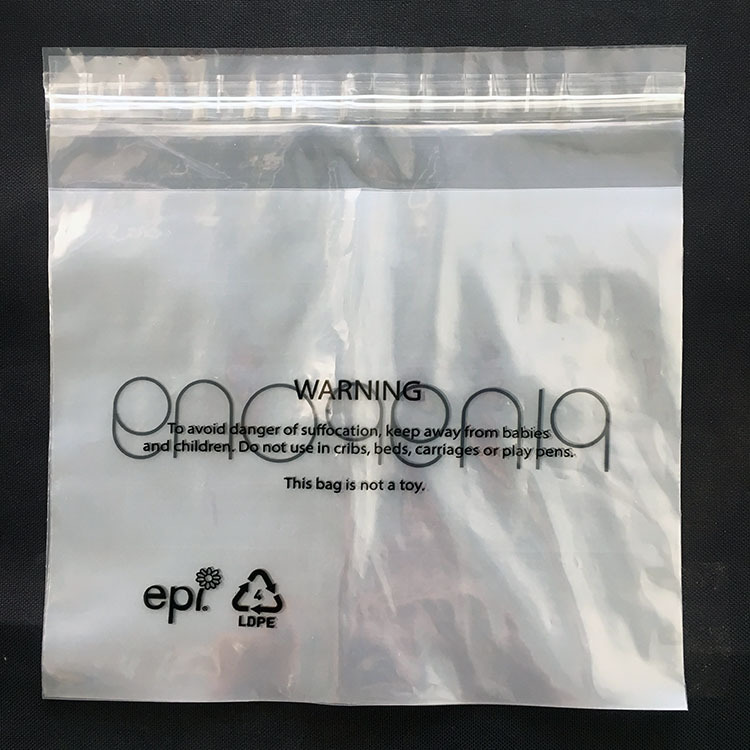 WARNING
To avoid danger of suffocation, keep away from babies
and children. Do not use in cribs, beds, carriages or play pens.
This bag is not a toy.
epi
4
LDPE